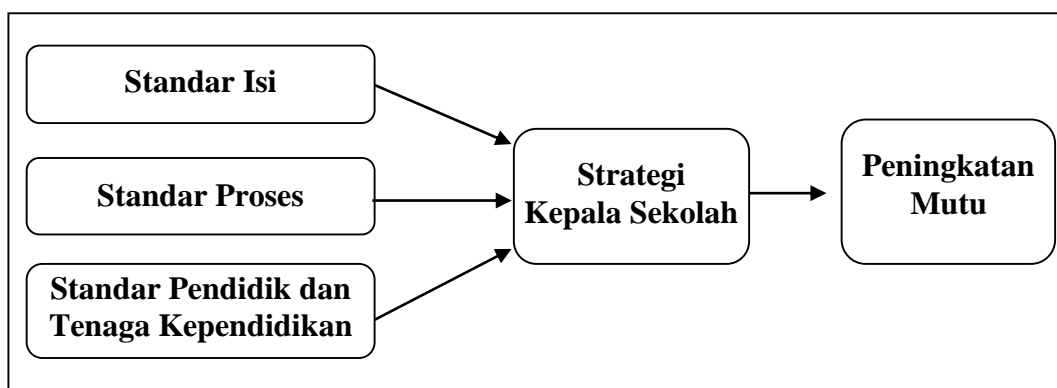 Standar Isi
Standar Proses
Standar Pendidik dan
Tenaga Kependidikan
Strategi
Kepala Sekolah
Peningkatan
Mutu